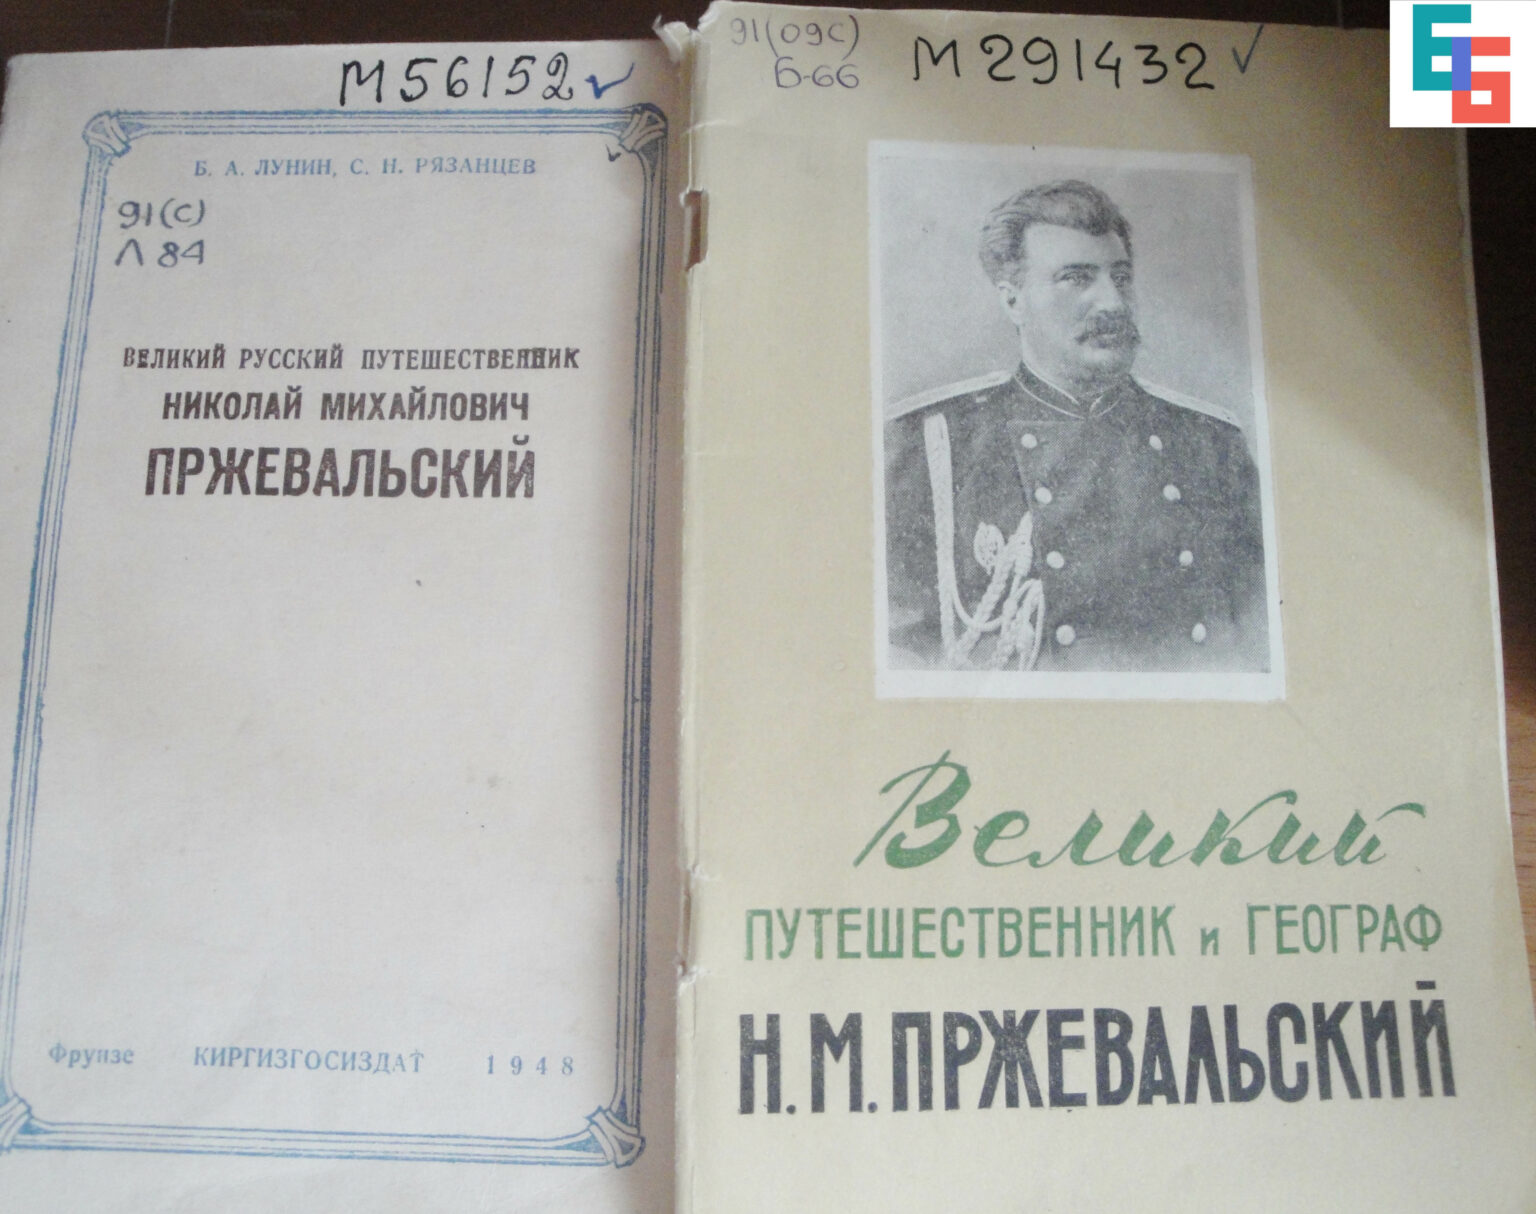 М56152
Б. А. ЛУНИН, С. Н. РЯЗАНЦЕВ
91(С)
Л 84
ВЕЛИКИЙ РУССКИЙ ПУТЕШЕСТВЕННИК
НИКОЛАЙ МИХАЙЛОВИЧ
ПРЖЕВАЛЬСКИЙ
Фрунзе КИРГИЗГОСИЗДАТ 1948
91(09С)
Б-66
М291432
Великий
ПУТЕШЕСТВЕННИК и ГЕОГРАФ
Н.М.ПРЖЕВАЛЬСКИЙ
ББ